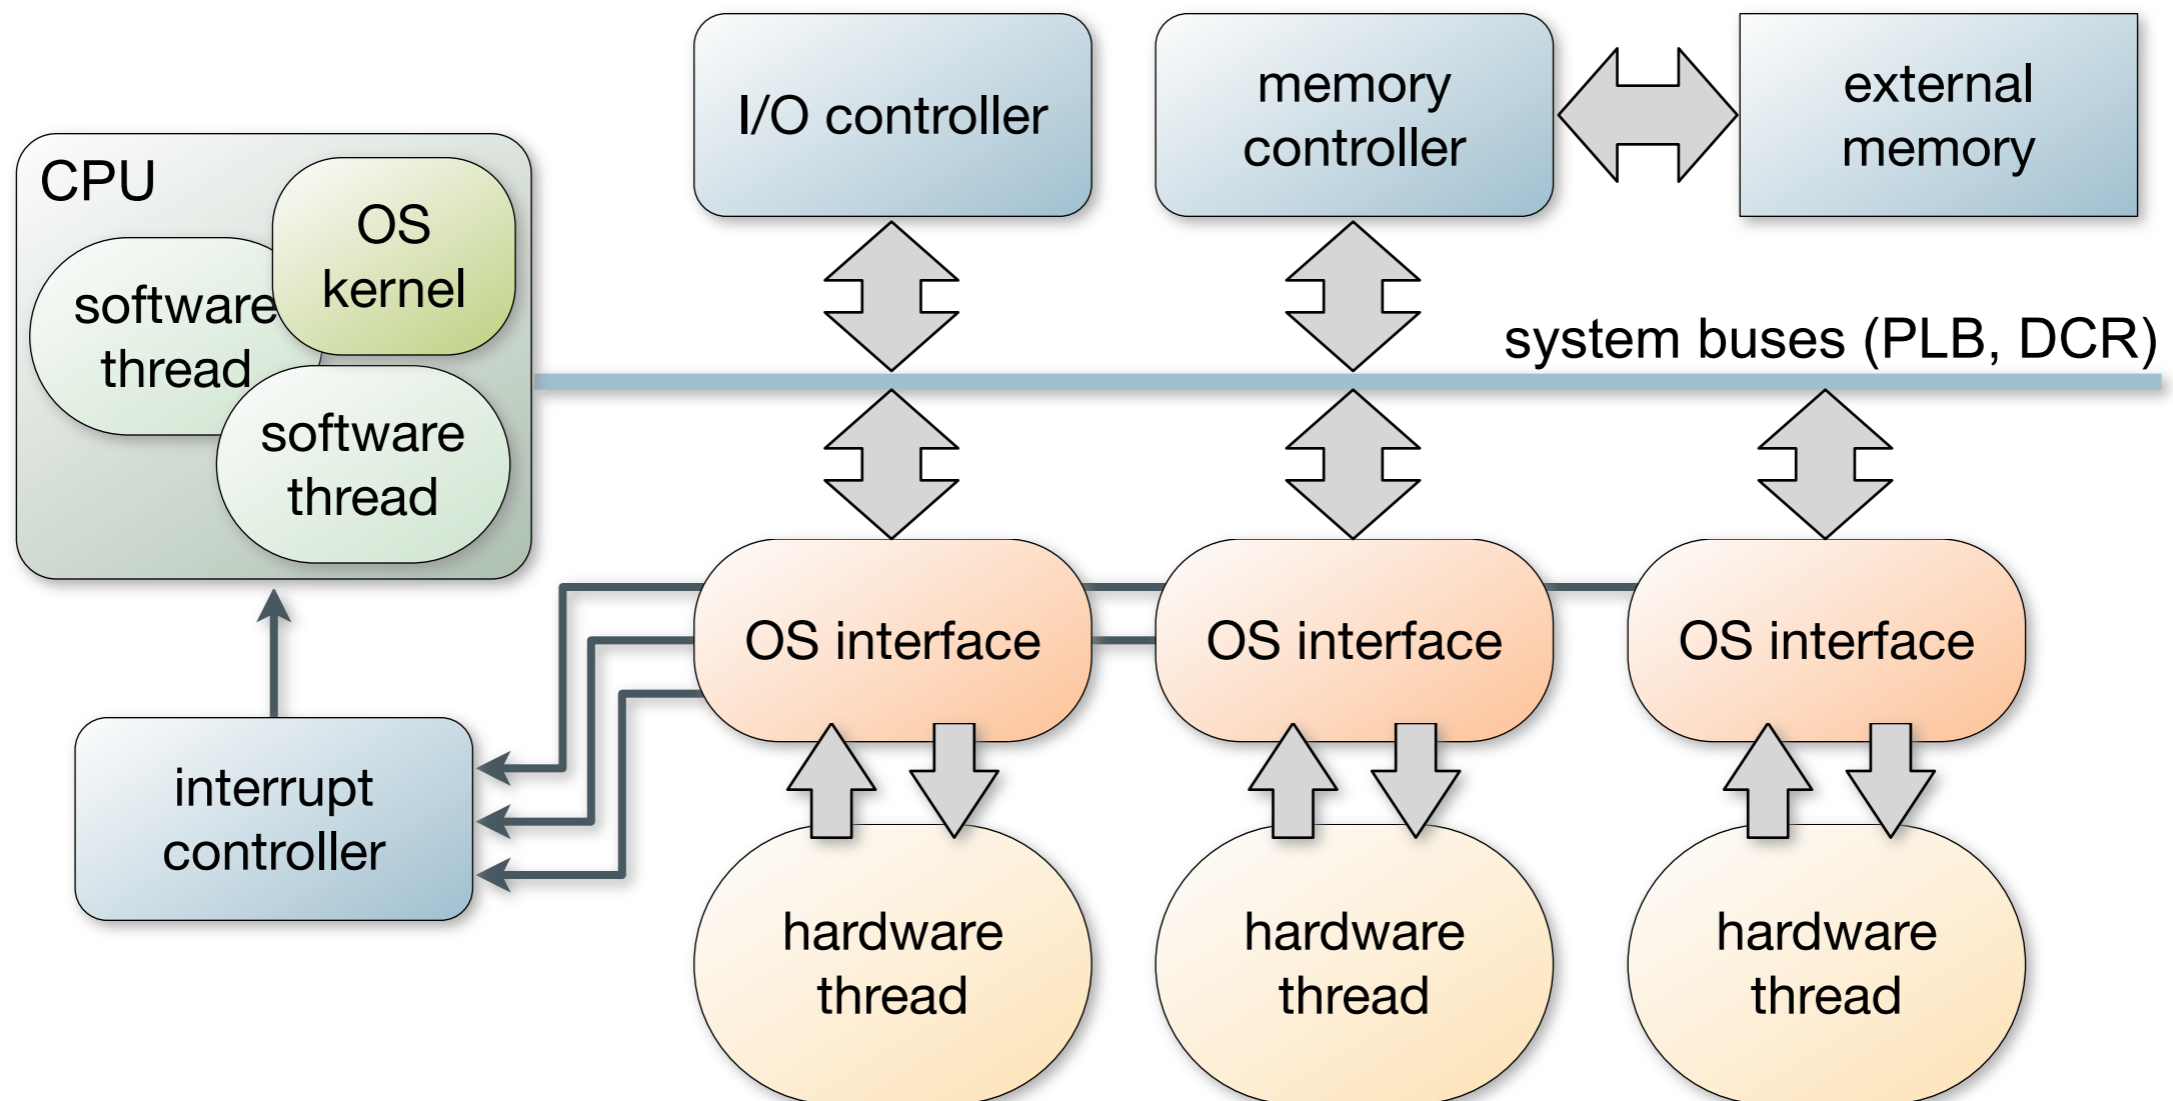 I/O controller
memory
controller
external
memory
CPU
OS
kernel
software
thread
software
thread
system buses (PLB, DCR)
OS interface
OS interface
OS interface
interrupt
controller
hardware
thread
hardware
thread
hardware
thread